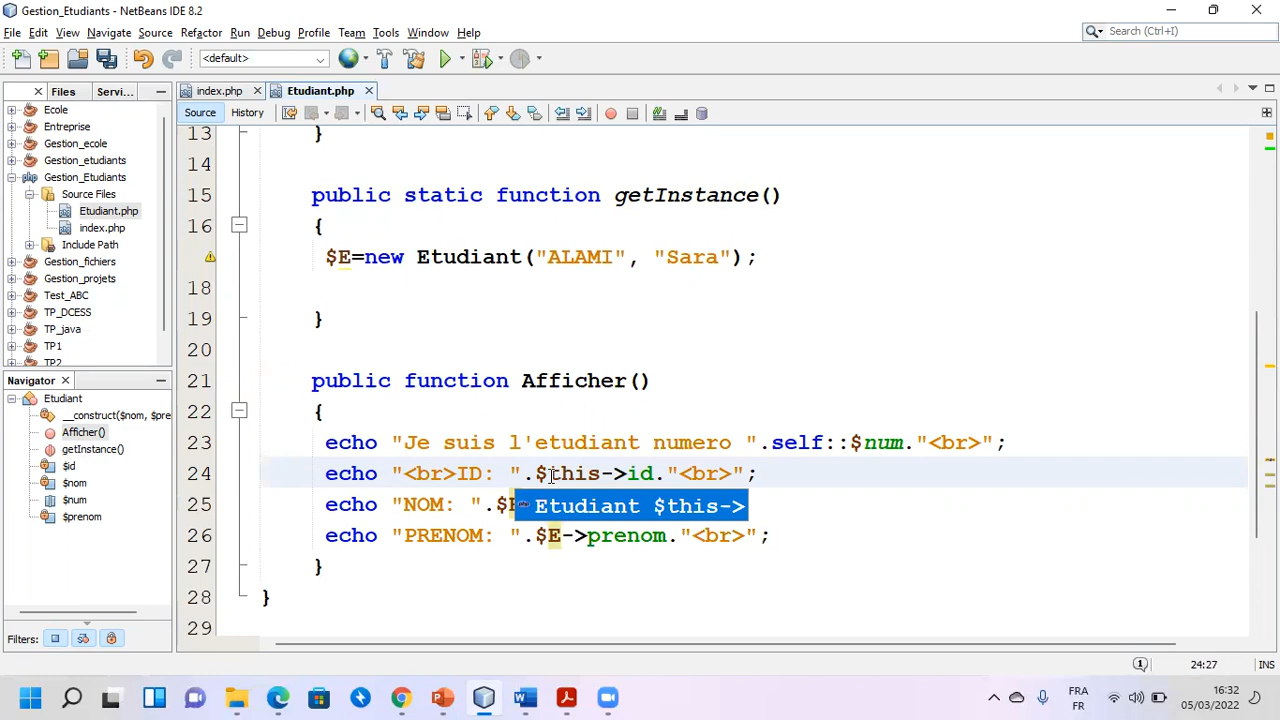 Gestion_Etudiants - NetBeans IDE 8.2
File Edit View Navigate Source Refactor Run Debug Profile Team Tools Window Help
Search (Ctrl+I)
<default>
Files Servi...
index.php Etudiant.php
Source History
Ecole
Entreprise
Gestion_ecole
Gestion_etudiants
Gestion_Etudiants
Source Files
Etudiant.php
index.php
Include Path
Gestion_fichiers
Gestion_projets
Test_ABC
TP_DCESS
TP_java
TP1
TP2
Navigator
Etudiant
__construct($nom, $pre
Afficher()
getInstance()
$id
$nom
$num
$prenom
Filters:
13 }
14
15 public static function getInstance()
16 {
$E=new Etudiant("ALAMI", "Sara");
18
19 }
20
21 public function Afficher()
22 {
23 echo "Je suis l'etudiant numero ".self::$num."<br>";
24 echo "<br>ID: ".$this->id."<br>";
25 echo "NOM: ".$
Etudiant $this->
26 echo "PRENOM: ".$E->prenom."<br>";
27 }
28 }
29
1 24:27 INS
FRA
FR
16:32
05/03/2022